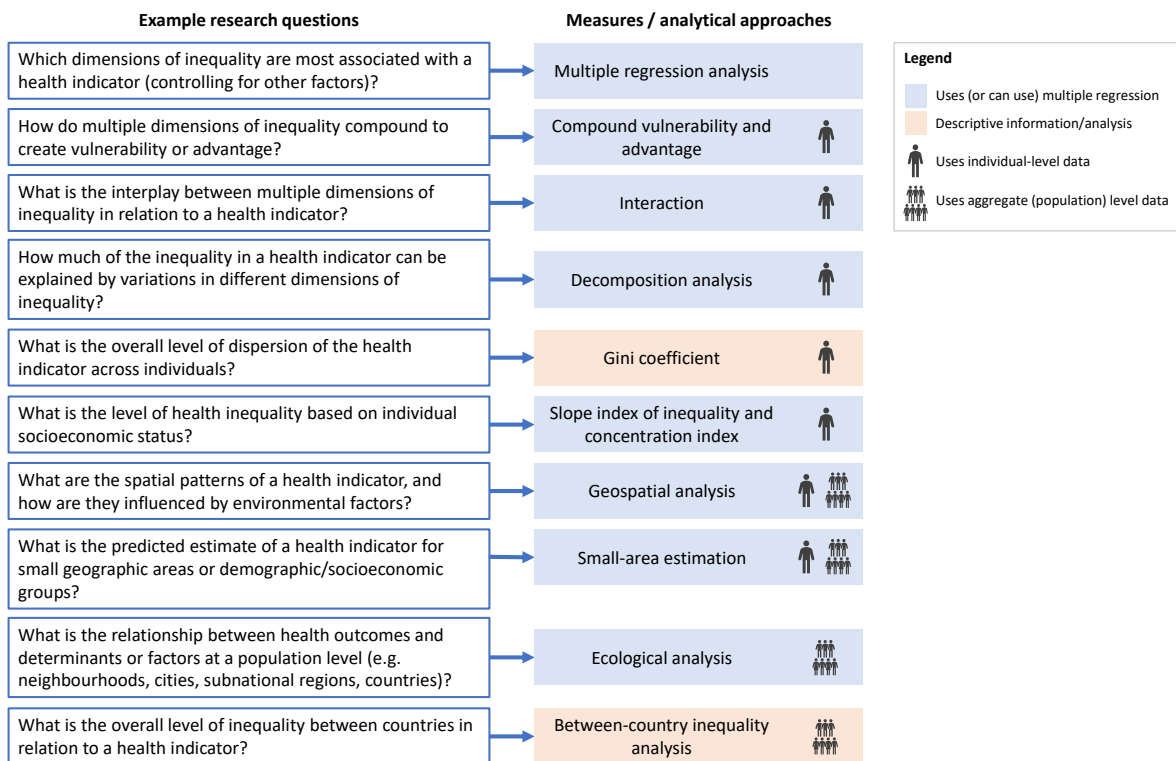 Example research questions
Measures / analytical approaches
Which dimensions of inequality are most associated with a
health indicator (controlling for other factors)?
Multiple regression analysis
How do multiple dimensions of inequality compound to
create vulnerability or advantage?
Compound vulnerability and
advantage
What is the interplay between multiple dimensions of
inequality in relation to a health indicator?
Interaction
How much of the inequality in a health indicator can be
explained by variations in different dimensions of
inequality?
Decomposition analysis
What is the overall level of dispersion of the health
indicator across individuals?
Gini coefficient
What is the level of health inequality based on individual
socioeconomic status?
Slope index of inequality and
concentration index
What are the spatial patterns of a health indicator, and
how are they influenced by environmental factors?
Geospatial analysis
What is the predicted estimate of a health indicator for
small geographic areas or demographic/socioeconomic
groups?
Small-area estimation
What is the relationship between health outcomes and
determinants or factors at a population level (e.g.
neighbourhoods, cities, subnational regions, countries)?
Ecological analysis
What is the overall level of inequality between countries in
relation to a health indicator?
Between-country inequality
analysis
Legend
Uses (or can use) multiple regression
Descriptive information/analysis
Uses individual-level data
Uses aggregate (population) level data